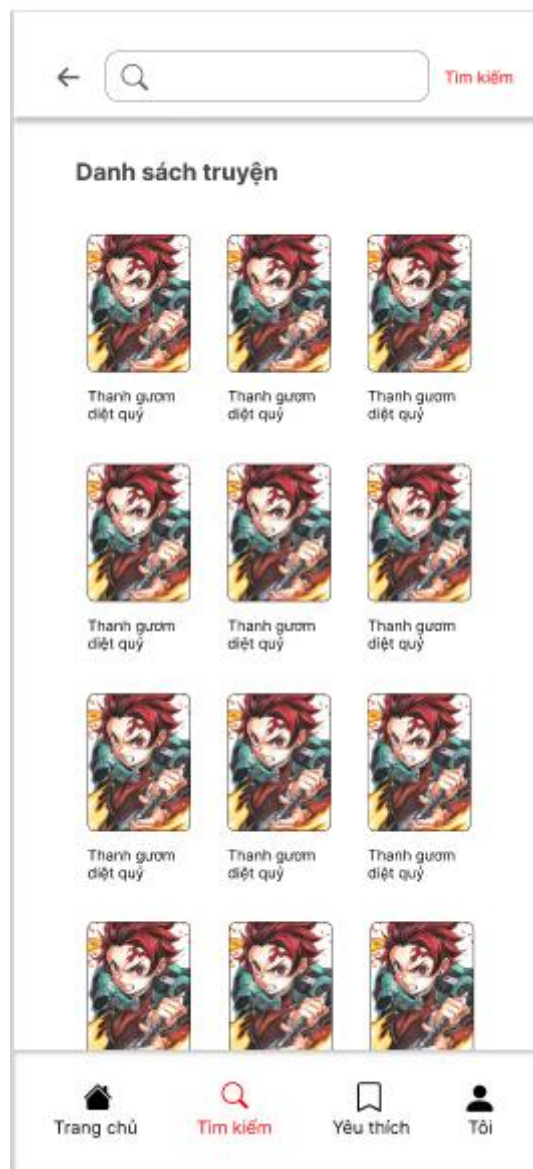 Tìm kiếm
Danh sách truyện
Thanh gươm
diệt quỷ
Thanh gươm
diệt quỷ
Thanh gươm
diệt quỷ
Thanh gươm
diệt quỷ
Thanh gươm
diệt quỷ
Thanh gươm
diệt quỷ
Thanh gươm
diệt quỷ
Thanh gươm
diệt quỷ
Thanh gươm
diệt quỷ
Trang chủ
Tìm kiếm
Yêu thích
Tôi